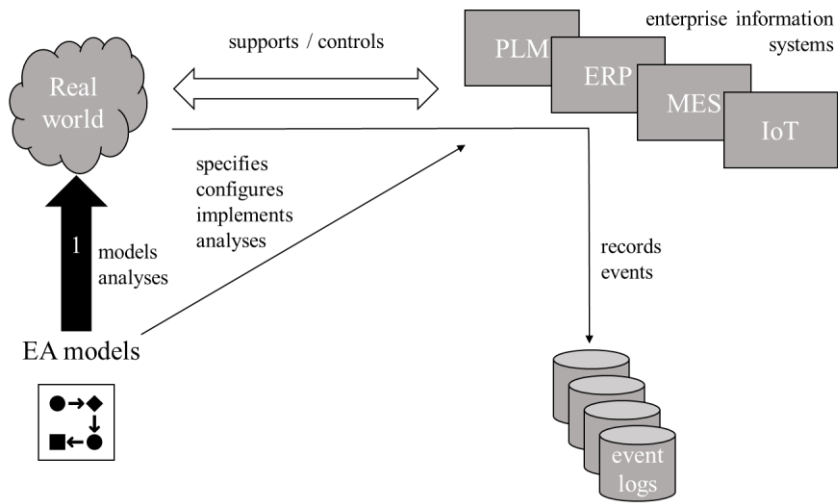 enterprise information
systems
supports / controls
PLM
ERP
MES
IoT
Real
world
specifies
configures
implements
analyses
1
models
analyses
records
events
EA models
event
logs